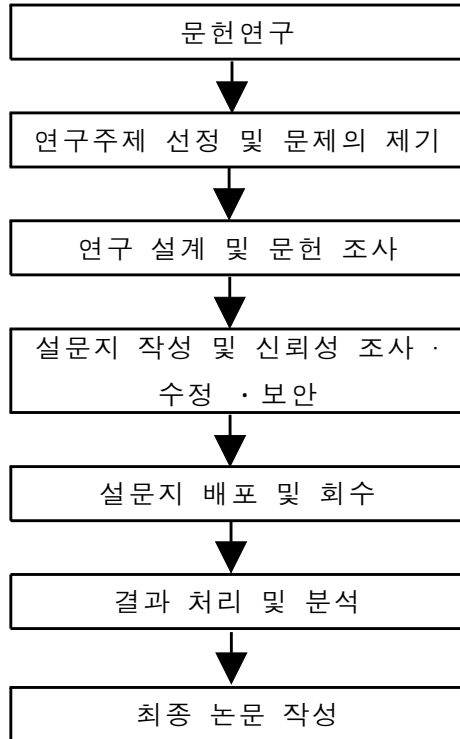 문헌연구
연구주제 선정 및 문제의 제기
연구 설계 및 문헌 조사
설문지 작성 및 신뢰성 조사 ·
수정 · 보안
설문지 배포 및 회수
결과 처리 및 분석
최종 논문 작성